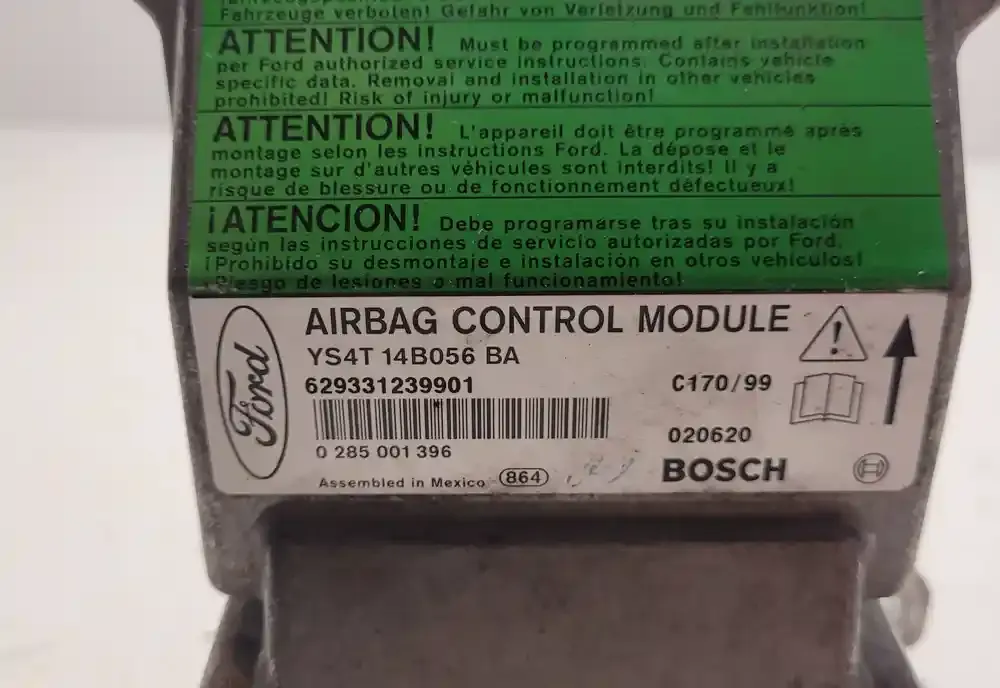 Fahrzeuge verboten! Gefahr von Verletzung und Fehlfunktion!
ATTENTION! Must be programmed after installation
per Ford authorized service instructions. Contains vehicle
specific data. Removal and installation in other vehicles
prohibited! Risk of injury or malfunction!
ATTENTION! L'appareil doit être programmé après
montage selon les instructions Ford. La dépose et le
montage sur d'autres véhicules sont interdits! Il y a
risque de blessure ou de fonctionnement défectueux!
¡ATENCION! Debe programarse tras su instalación
según las instrucciones de servicio autorizadas por Ford.
¡Prohibido su desmontaje e instalación en otros vehículos!
¡Riesgo de lesiones o mal funcionamiento!
Ford
AIRBAG CONTROL MODULE
YS4T 14B056 BA
629331239901
C170/99
0 285 001 396
020620
Assembled in Mexico 864
BOSCH